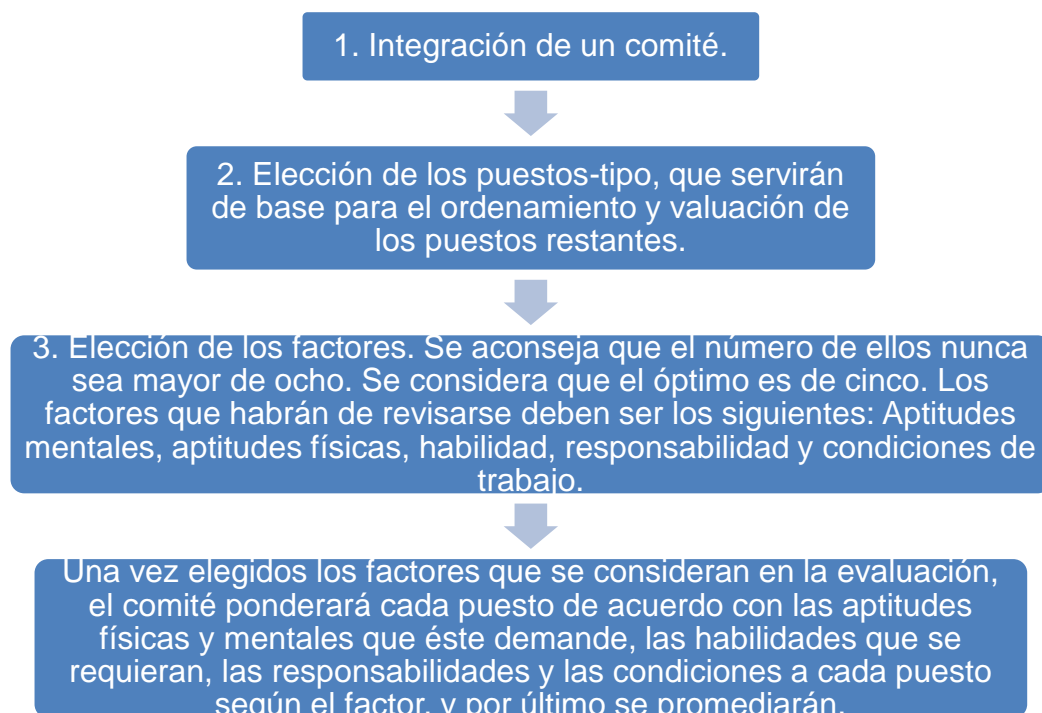 1. Integración de un comité.
2. Elección de los puestos-tipo, que servirán
de base para el ordenamiento y valuación de
los puestos restantes.
3. Elección de los factores. Se aconseja que el número de ellos nunca
sea mayor de ocho. Se considera que el óptimo es de cinco. Los
factores que habrán de revisarse deben ser los siguientes: Aptitudes
mentales, aptitudes físicas, habilidad, responsabilidad y condiciones de
trabajo.
Una vez elegidos los factores que se consideran en la evaluación,
el comité ponderará cada puesto de acuerdo con las aptitudes
físicas y mentales que éste demande, las habilidades que se
requieran, las responsabilidades y las condiciones a cada puesto
según el factor, y por último se promediarán.